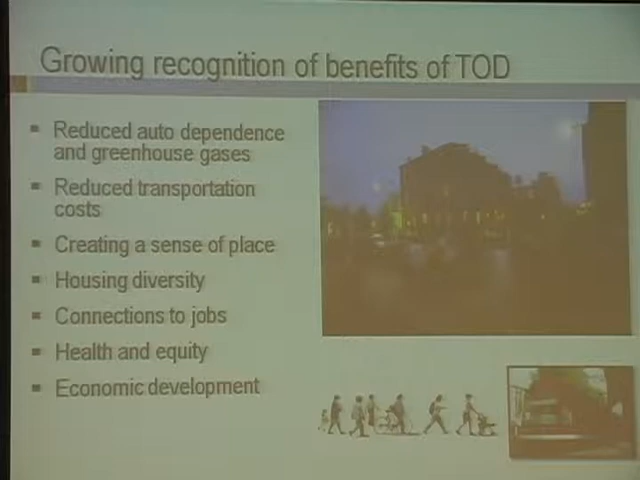 Growing recognition of benefits of TOD
Reduced auto dependence
and greenhouse gases
Reduced transportation
costs
Creating a sense of place
Housing diversity
Connections to jobs
Health and equity
Economic development